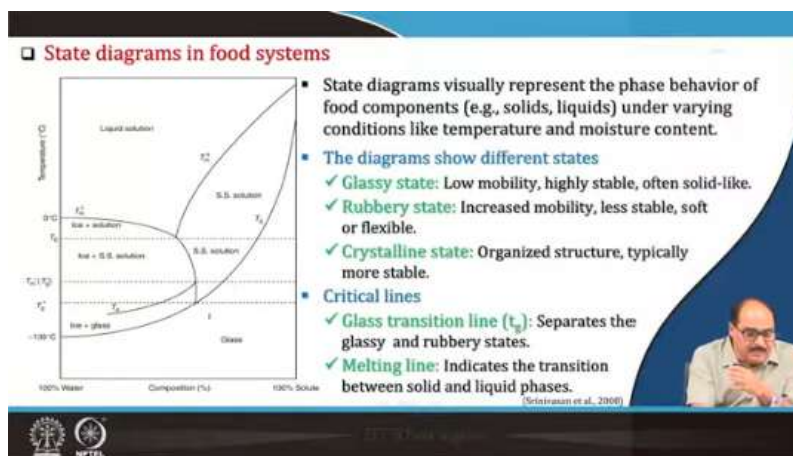 State diagrams in food systems
State diagrams visually represent the phase behavior of
food components (e.g., solids, liquids) under varying
conditions like temperature and moisture content.
The diagrams show different states
Glassy state: Low mobility, highly stable, often solid-like.
Rubbery state: Increased mobility, less stable, soft
or flexible.
Crystalline state: Organized structure, typically
more stable.
Critical lines
Glass transition line (tg): Separates the
glassy and rubbery states.
Melting line: Indicates the transition
between solid and liquid phases.
(Srinivasan et al., 2008)
Temperature (°C)
Liquid solution
S.S. solution
0°C
Ice + solution
S.S. solution
Ice + S.S. solution
Ice + glass
-135°C
Glass
100% Water
Composition (%)
100% Solute
NPTEL